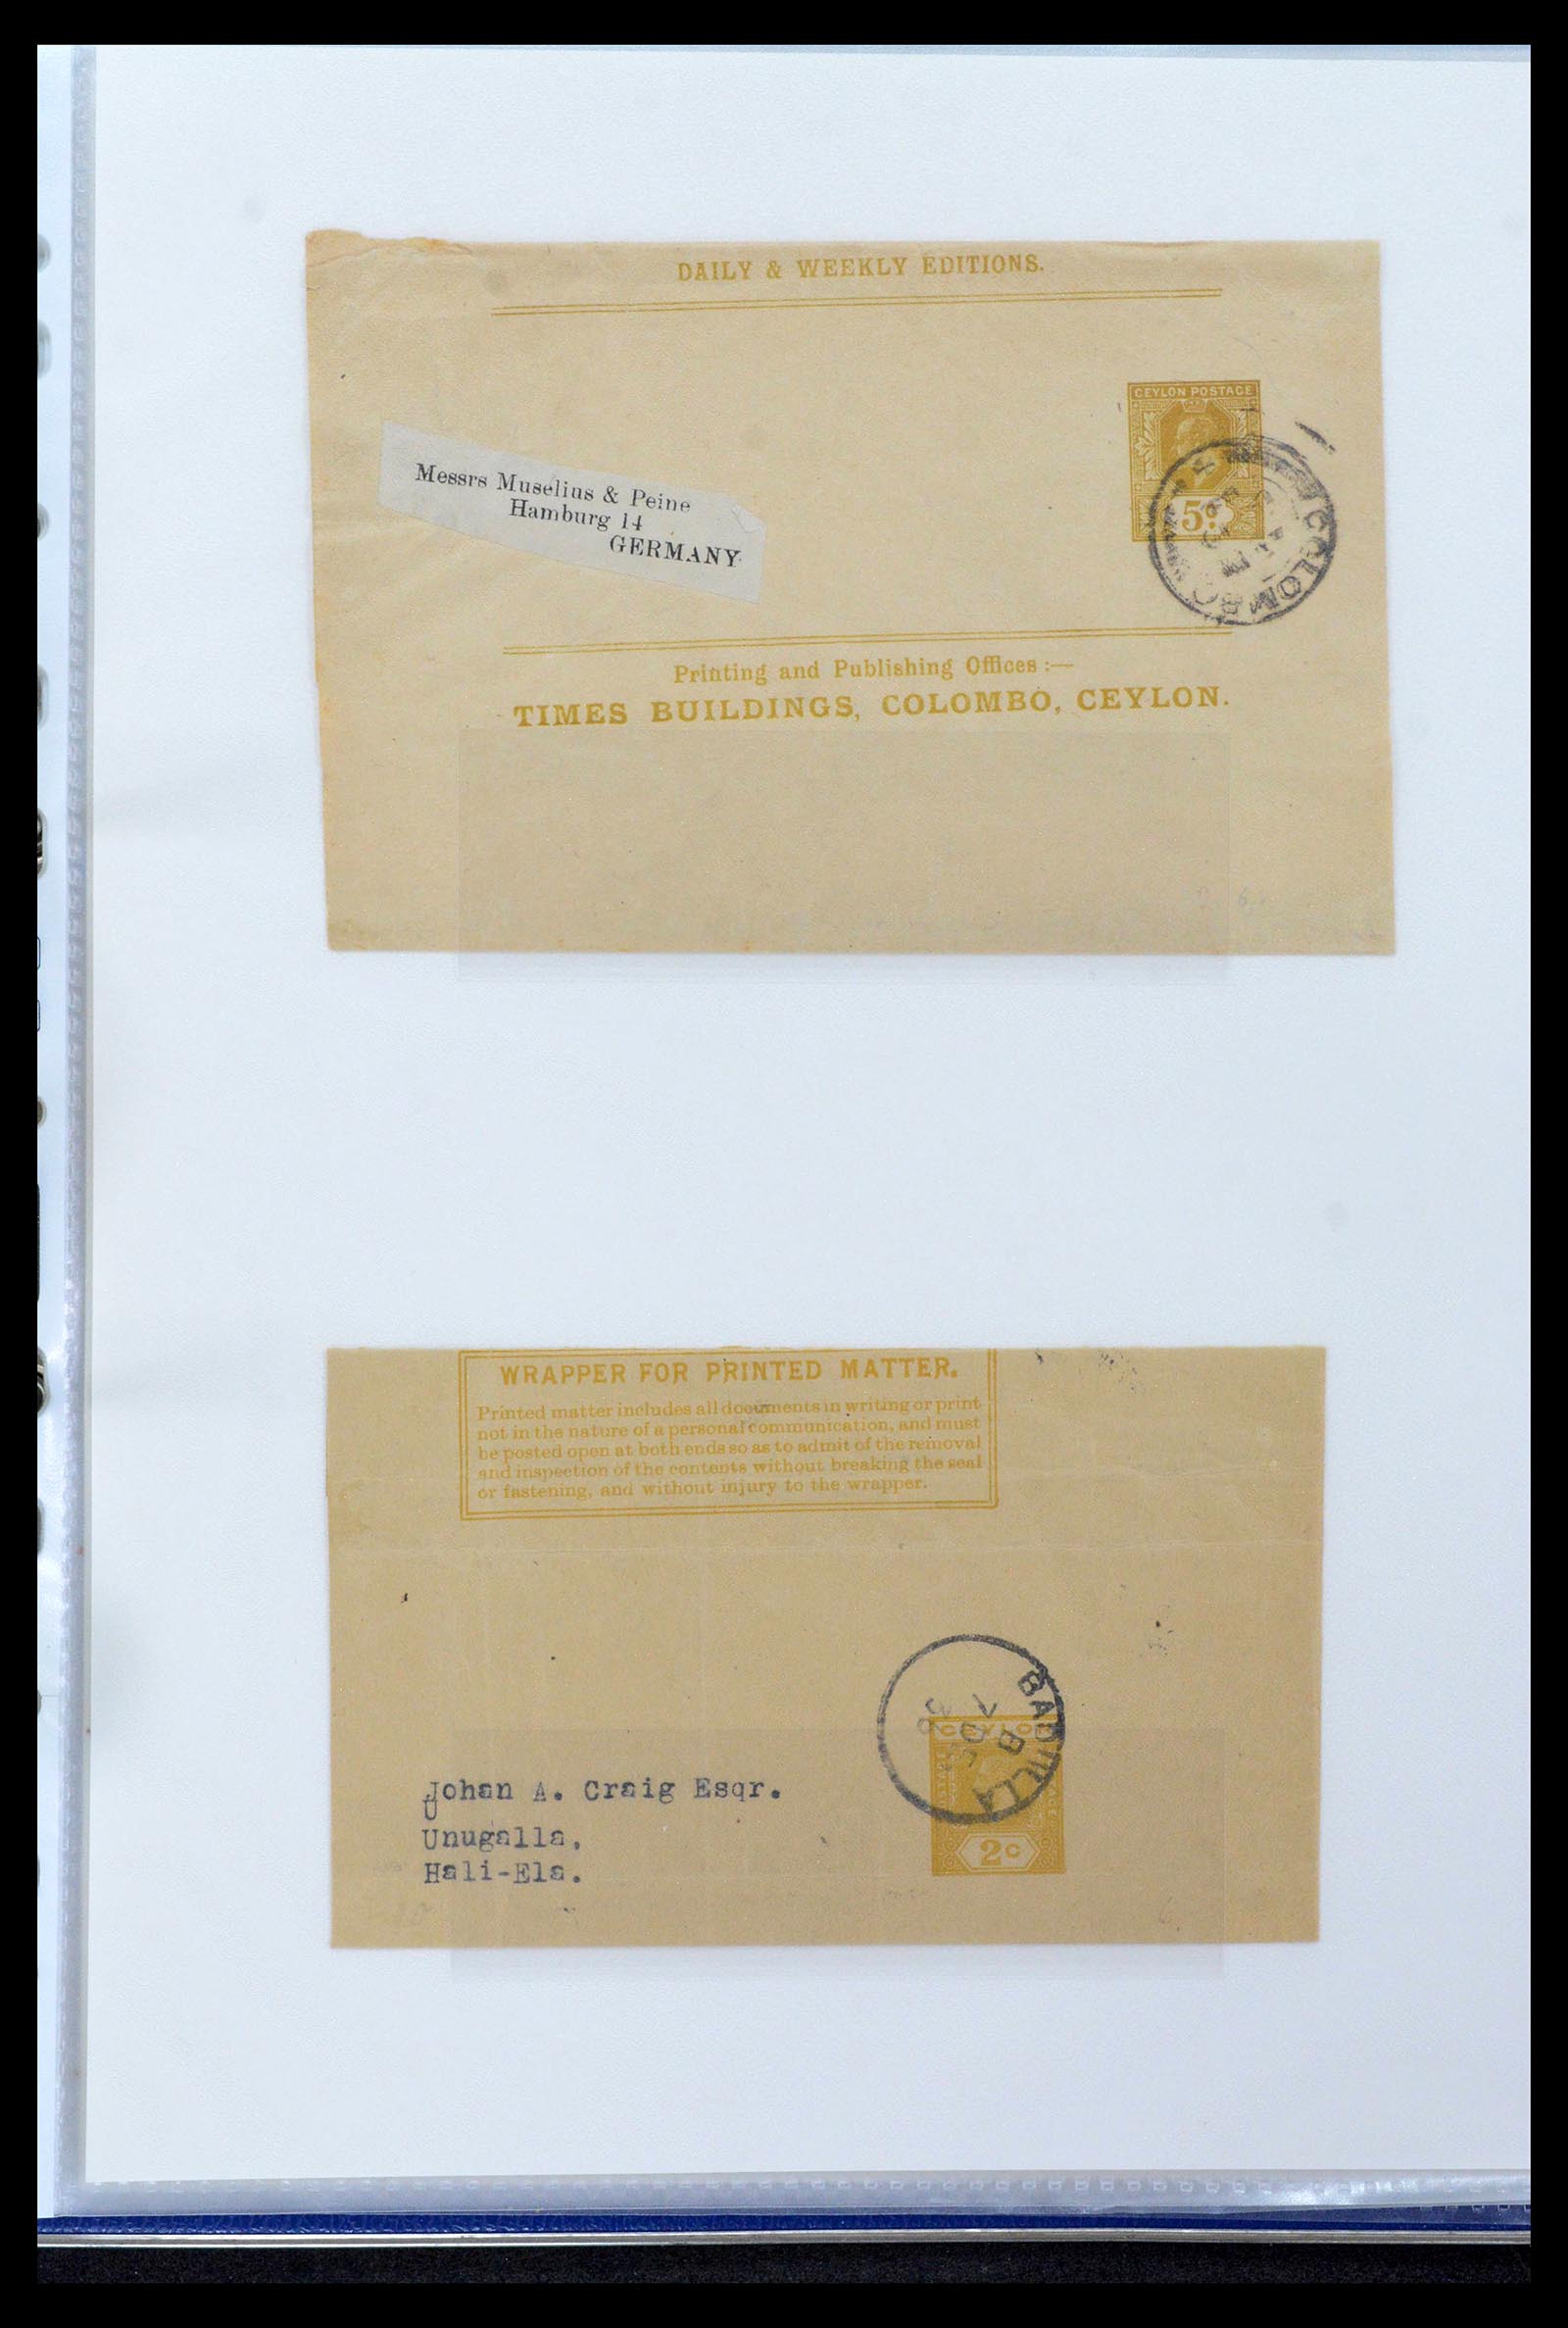 DAILY & WEEKLY EDITIONS.
CEYLON POSTAGE
5c
COLOMBO
Messrs Muselius & Peine
Hamburg 14
GERMANY
Printing and Publishing Offices :—
TIMES BUILDINGS, COLOMBO, CEYLON.
WRAPPER FOR PRINTED MATTER.
Printed matter includes all documents in writing or print
not in the nature of a personal communication, and must
be posted open at both ends so as to admit of the removal
and inspection of the contents without breaking the seal
or fastening, and without injury to the wrapper.
BADULLA
CEYLON
2c
Johan A. Craig Esqr.
Unugalla,
Hali-Ela.